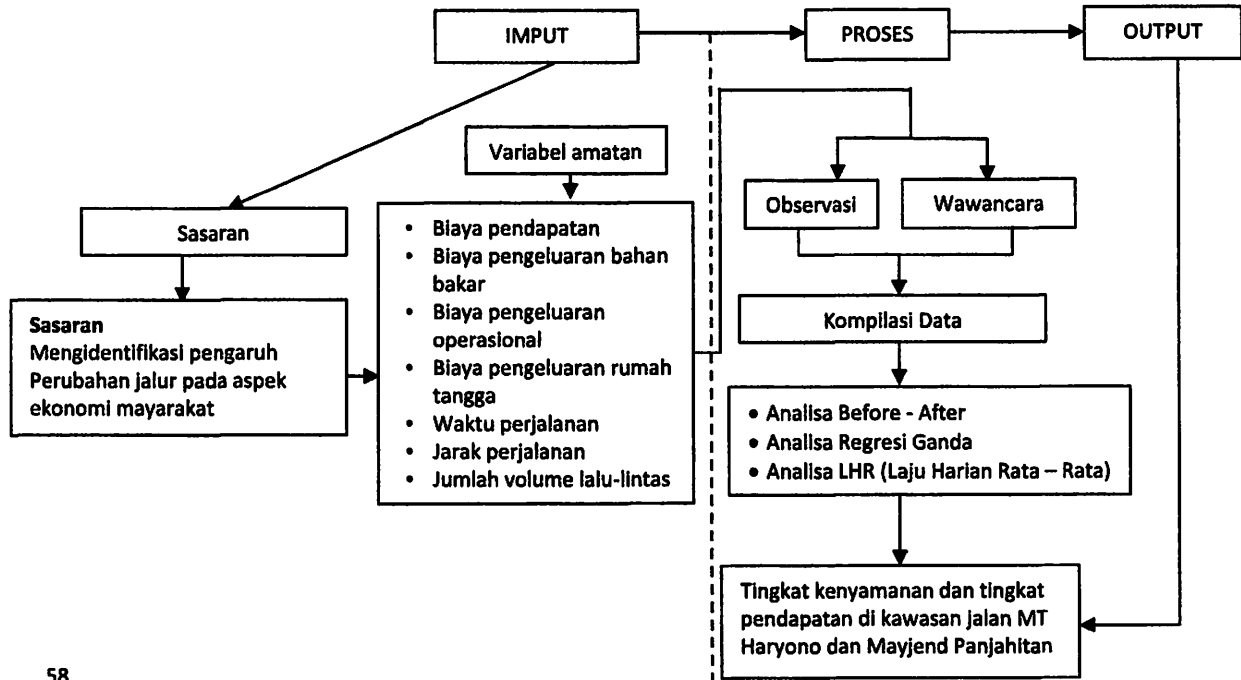 IMPUT
PROSES
OUTPUT
Variabel amatan
Sasaran
Sasaran
Mengidentifikasi pengaruh
Perubahan jalur pada aspek
ekonomi mayarakat
• Biaya pendapatan
• Biaya pengeluaran bahan
bakar
• Biaya pengeluaran
operasional
• Biaya pengeluaran rumah
tangga
• Waktu perjalanan
• Jarak perjalanan
• Jumlah volume lalu-lintas
Observasi
Wawancara
Kompilasi Data
• Analisa Before - After
• Analisa Regresi Ganda
• Analisa LHR (Laju Harian Rata – Rata)
Tingkat kenyamanan dan tingkat
pendapatan di kawasan jalan MT
Haryono dan Mayjend Panjahitan
58